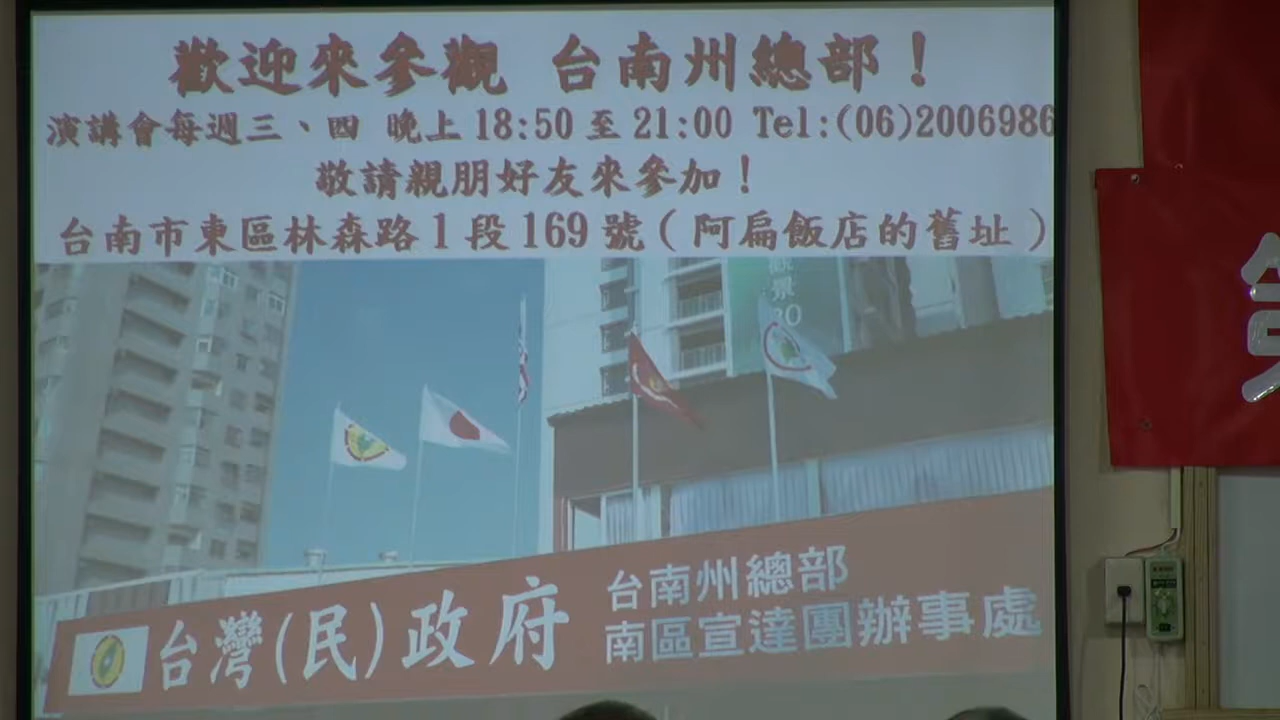 歡迎來參觀 台南州總部！
演講會每週三、四 晚上18:50至21:00 Tel:(06)2006986
敬請親朋好友來參加！
台南市東區林森路1段169號（阿扁飯店的舊址）
觀景
台灣(民)政府
台南州總部
南區宣達團辦事處